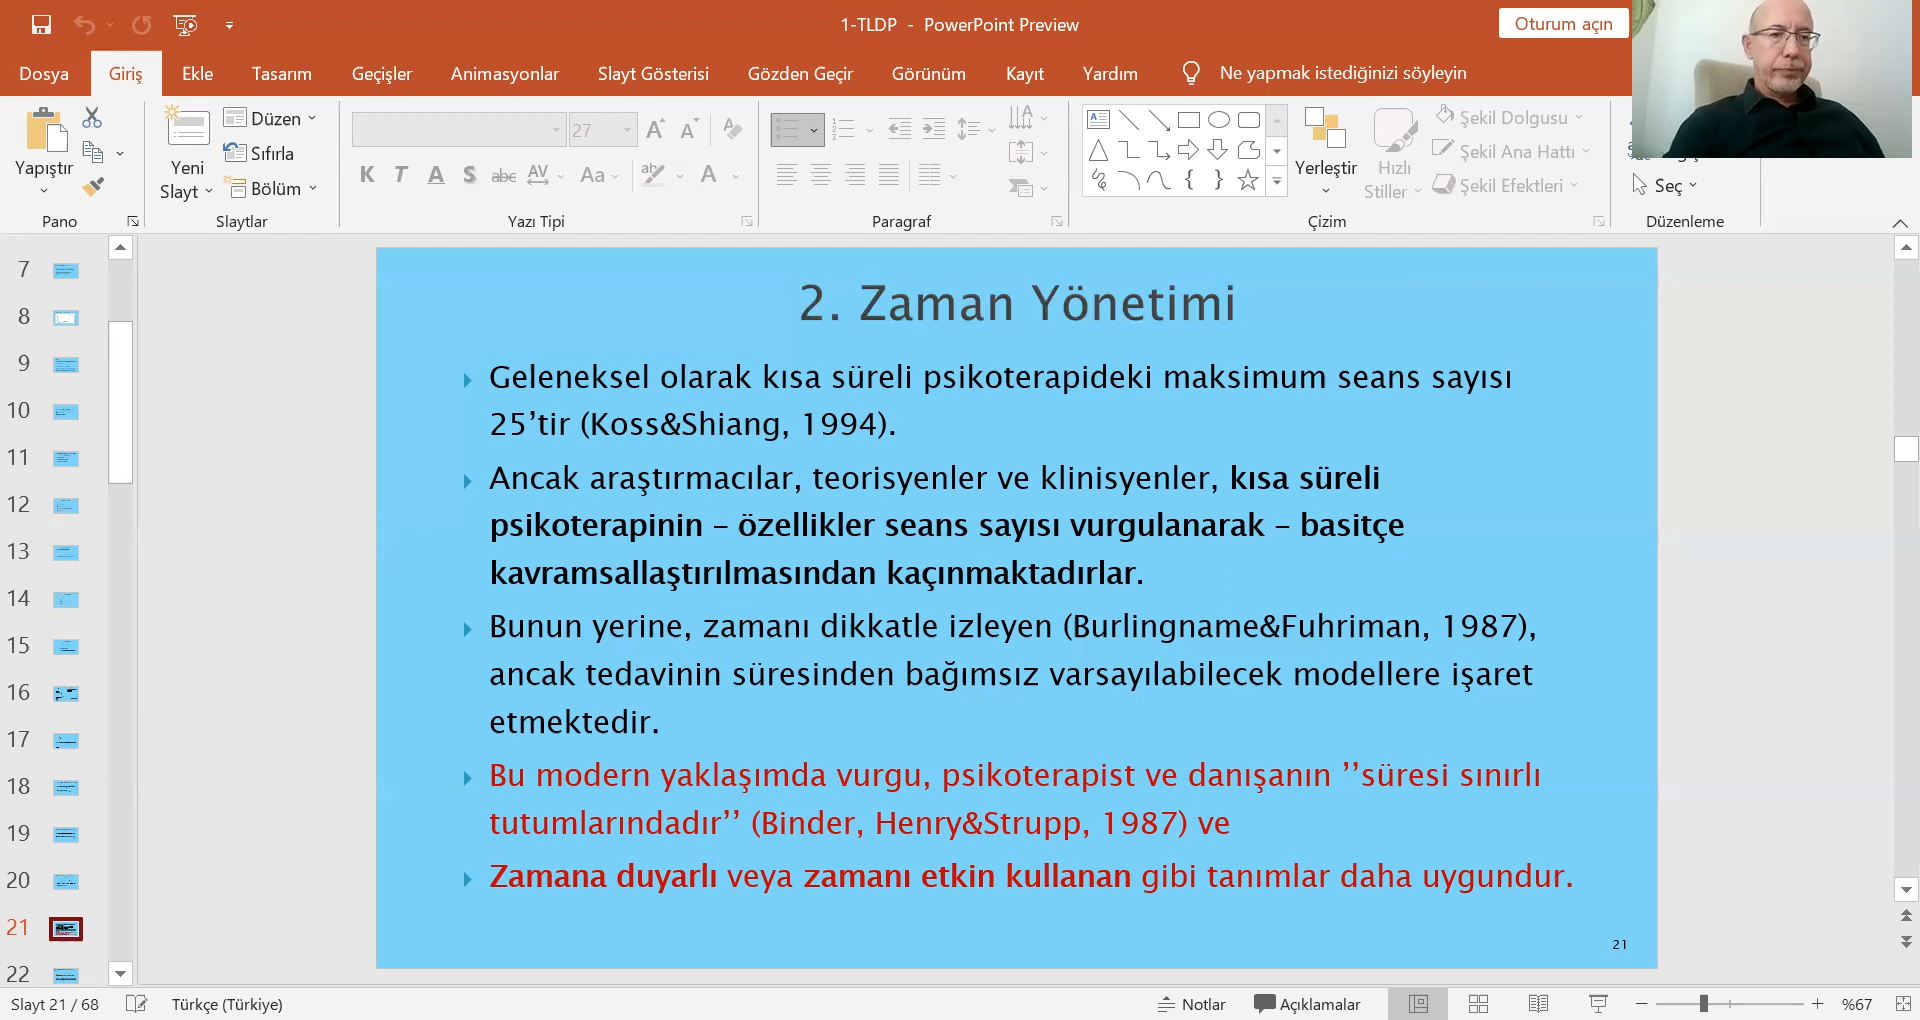 1-TLDP - PowerPoint Preview
Oturum açın
Dosya Giriş Ekle Tasarım Geçişler Animasyonlar Slayt Gösterisi Gözden Geçir Görünüm Kayıt Yardım Ne yapmak istediğinizi söyleyin
Yapıştır
Yeni
Slayt
Düzen
Sıfırla
Bölüm
27
K T A S abc AV Aa A
Yerleştir
Hızlı
Stiller
Şekil Dolgusu
Şekil Ana Hattı
Şekil Efektleri
Seç
Pano Slaytlar Yazı Tipi Paragraf Çizim Düzenleme
7
8
9
10
11
12
13
14
15
16
17
18
19
20
21
22
2. Zaman Yönetimi
Geleneksel olarak kısa süreli psikoterapideki maksimum seans sayısı
25’tir (Koss&Shiang, 1994).
Ancak araştırmacılar, teorisyenler ve klinisyenler, kısa süreli
psikoterapinin – özellikler seans sayısı vurgulanarak – basitçe
kavramsallaştırılmasından kaçınmaktadırlar.
Bunun yerine, zamanı dikkatle izleyen (Burlingname&Fuhriman, 1987),
ancak tedavinin süresinden bağımsız varsayılabilecek modellere işaret
etmektedir.
Bu modern yaklaşımda vurgu, psikoterapist ve danışanın ’’süresi sınırlı
tutumlarındadır’’ (Binder, Henry&Strupp, 1987) ve
Zamana duyarlı veya zamanı etkin kullanan gibi tanımlar daha uygundur.
21
Slayt 21 / 68 Türkçe (Türkiye) Notlar Açıklamalar %67